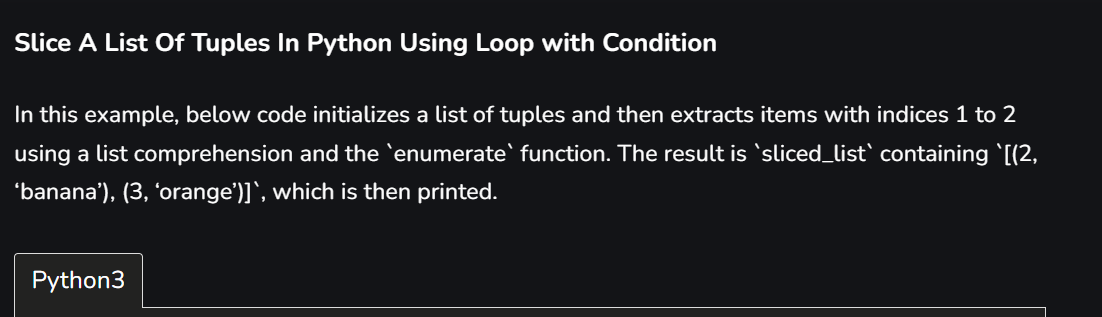 Slice A List Of Tuples In Python Using Loop with Condition
In this example, below code initializes a list of tuples and then extracts items with indices 1 to 2
using a list comprehension and the `enumerate` function. The result is `sliced_list` containing `[(2,
‘banana’), (3, ‘orange’)]`, which is then printed.
Python3